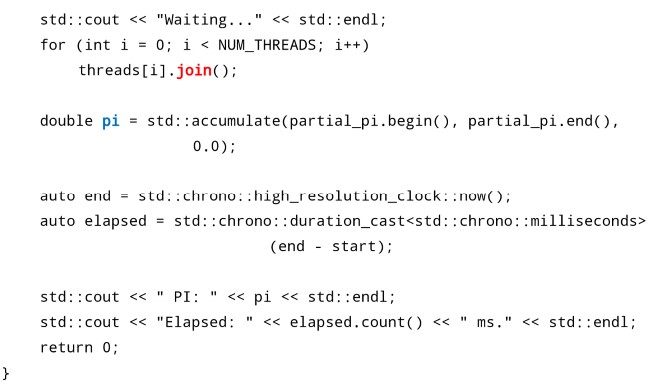 std::cout << "Waiting..." << std::endl;
for (int i = 0; i < NUM_THREADS; i++)
threads[i].join();
double pi = std::accumulate(partial_pi.begin(), partial_pi.end(),
0.0);
auto end = std::chrono::high_resolution_clock::now();
auto elapsed = std::chrono::duration_cast<std::chrono::milliseconds>
(end - start);
std::cout << " PI: " << pi << std::endl;
std::cout << "Elapsed: " << elapsed.count() << " ms." << std::endl;
return 0;
}